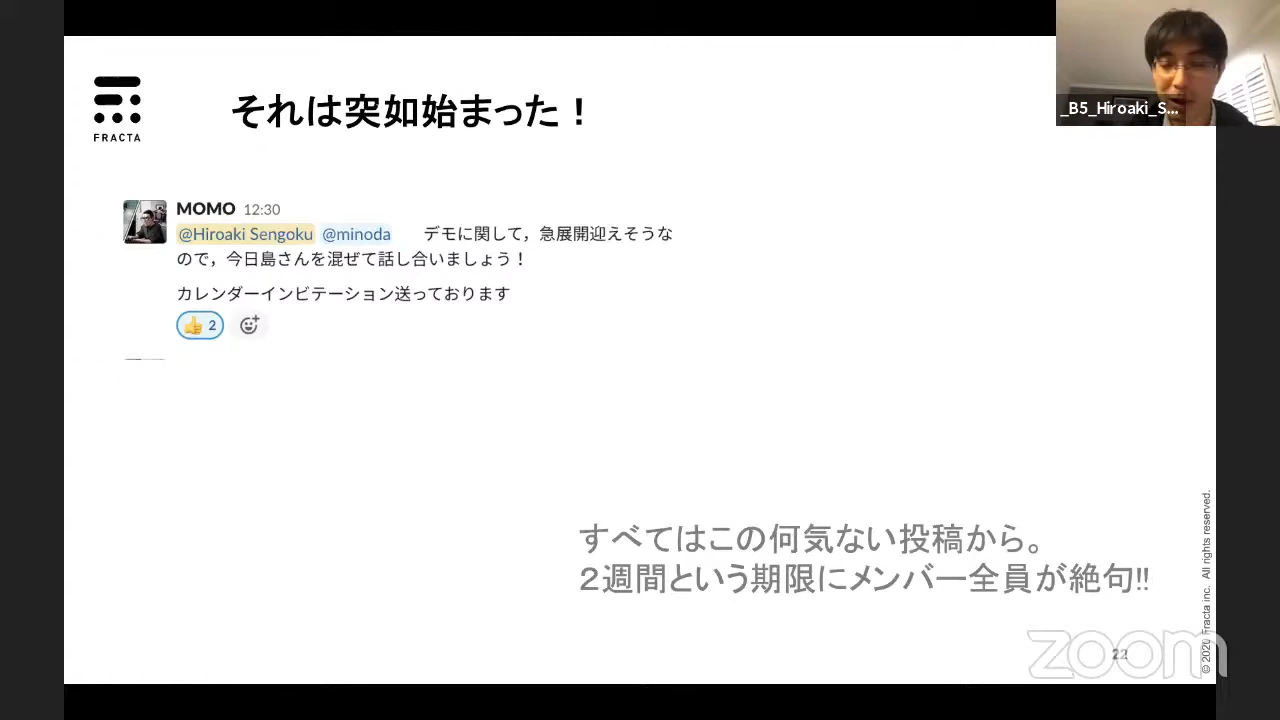 FRACTA
それは突如始まった！
_B5_Hiroaki_S...
MOMO 12:30
@Hiroaki Sengoku @minoda デモに関して，急展開迎えそうな
ので，今日島さんを混ぜて話し合いましょう！
カレンダーインビテーション送っております
2
すべてはこの何気ない投稿から。
２週間という期限にメンバー全員が絶句!!
© 2020 Fracta inc. All rights reserved.
22
zoom